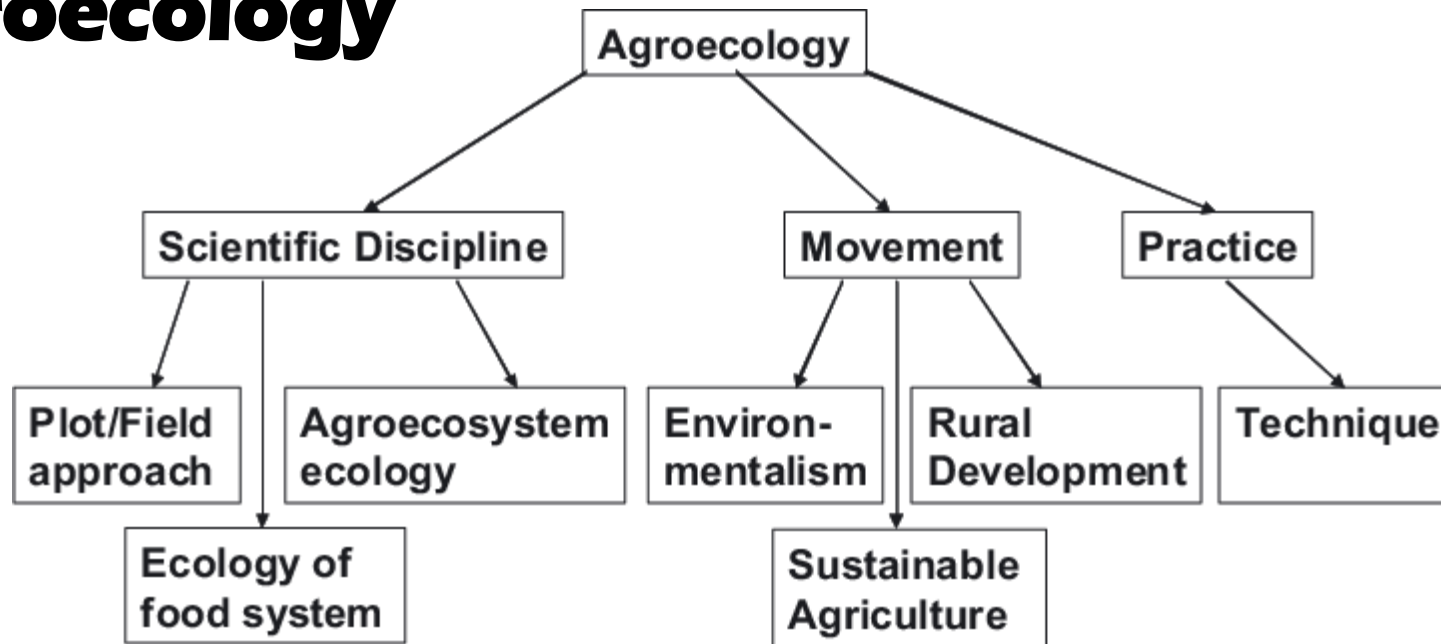 roecology
Agroecology
Scientific Discipline
Movement
Practice
Plot/Field
approach
Agroecosystem
ecology
Environ-
mentalism
Rural
Development
Technique
Ecology of
food system
Sustainable
Agriculture